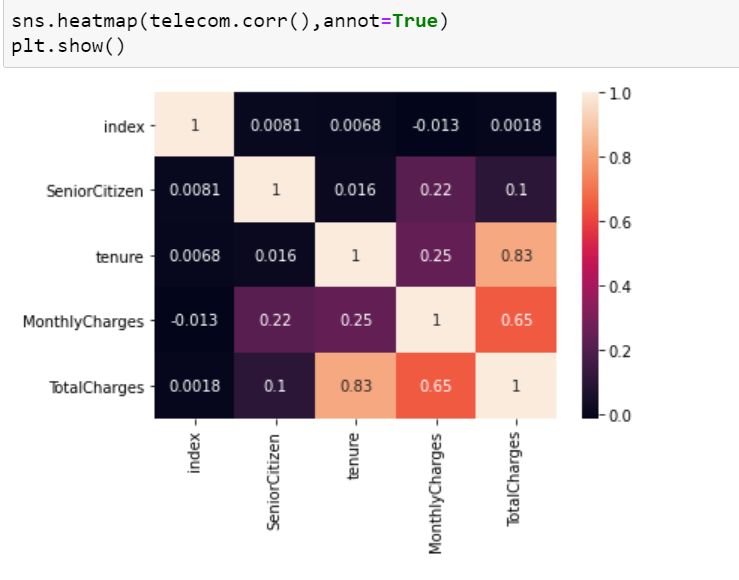 sns.heatmap(telecom.corr(),annot=True)
plt.show()
index
1 0.0081 0.0068 -0.013 0.0018
SeniorCitizen
0.0081 1 0.016 0.22 0.1
tenure
0.0068 0.016 1 0.25 0.83
MonthlyCharges
-0.013 0.22 0.25 1 0.65
TotalCharges
0.0018 0.1 0.83 0.65 1
index
SeniorCitizen
tenure
MonthlyCharges
TotalCharges
1.0
0.8
0.6
0.4
0.2
0.0